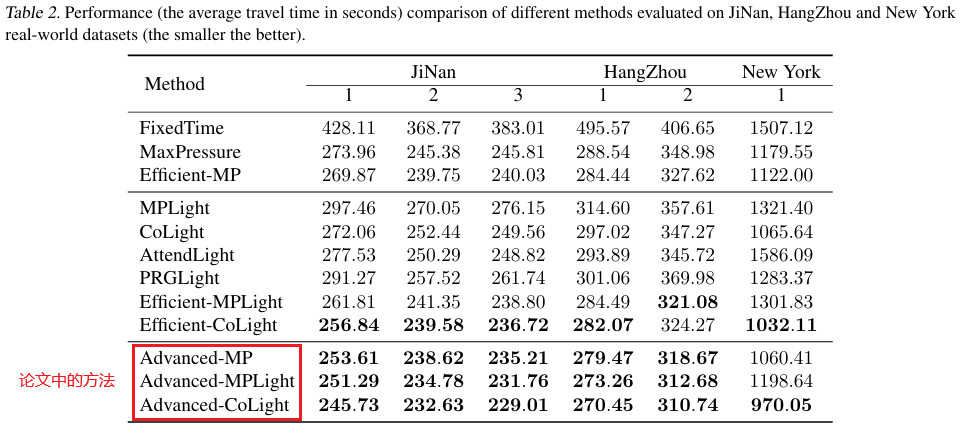 Table 2. Performance (the average travel time in seconds) comparison of different methods evaluated on JiNan, HangZhou and New York
real-world datasets (the smaller the better).
Method JiNan HangZhou New York
1 2 3 1 2 1
FixedTime 428.11 368.77 383.01 495.57 406.65 1507.12
MaxPressure 273.96 245.38 245.81 288.54 348.98 1179.55
Efficient-MP 269.87 239.75 240.03 284.44 327.62 1122.00
MPLight 297.46 270.05 276.15 314.60 357.61 1321.40
CoLight 272.06 252.44 249.56 297.02 347.27 1065.64
AttendLight 277.53 250.29 248.82 293.89 345.72 1586.09
PRGLight 291.27 257.52 261.74 301.06 369.98 1283.37
Efficient-MPLight 261.81 241.35 238.80 284.49 321.08 1301.83
Efficient-CoLight 256.84 239.58 236.72 282.07 324.27 1032.11
Advanced-MP 253.61 238.62 235.21 279.47 318.67 1060.41
论文中的方法 Advanced-MPLight 251.29 234.78 231.76 273.26 312.68 1198.64
Advanced-CoLight 245.73 232.63 229.01 270.45 310.74 970.05